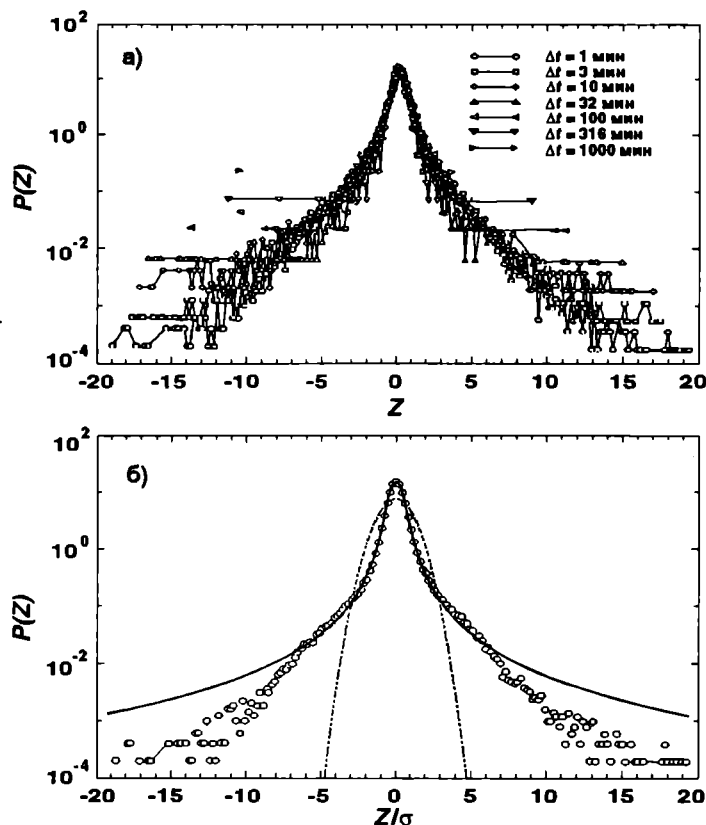 a)
10²
10⁰
10⁻²
10⁻⁴
P(Z)
Δt = 1 мин
Δt = 3 мин
Δt = 10 мин
Δt = 32 мин
Δt = 100 мин
Δt = 316 мин
Δt = 1000 мин
-20 -15 -10 -5 0 5 10 15 20
Z
б)
10²
10⁰
10⁻²
10⁻⁴
P(Z)
-20 -15 -10 -5 0 5 10 15 20
Z/σ